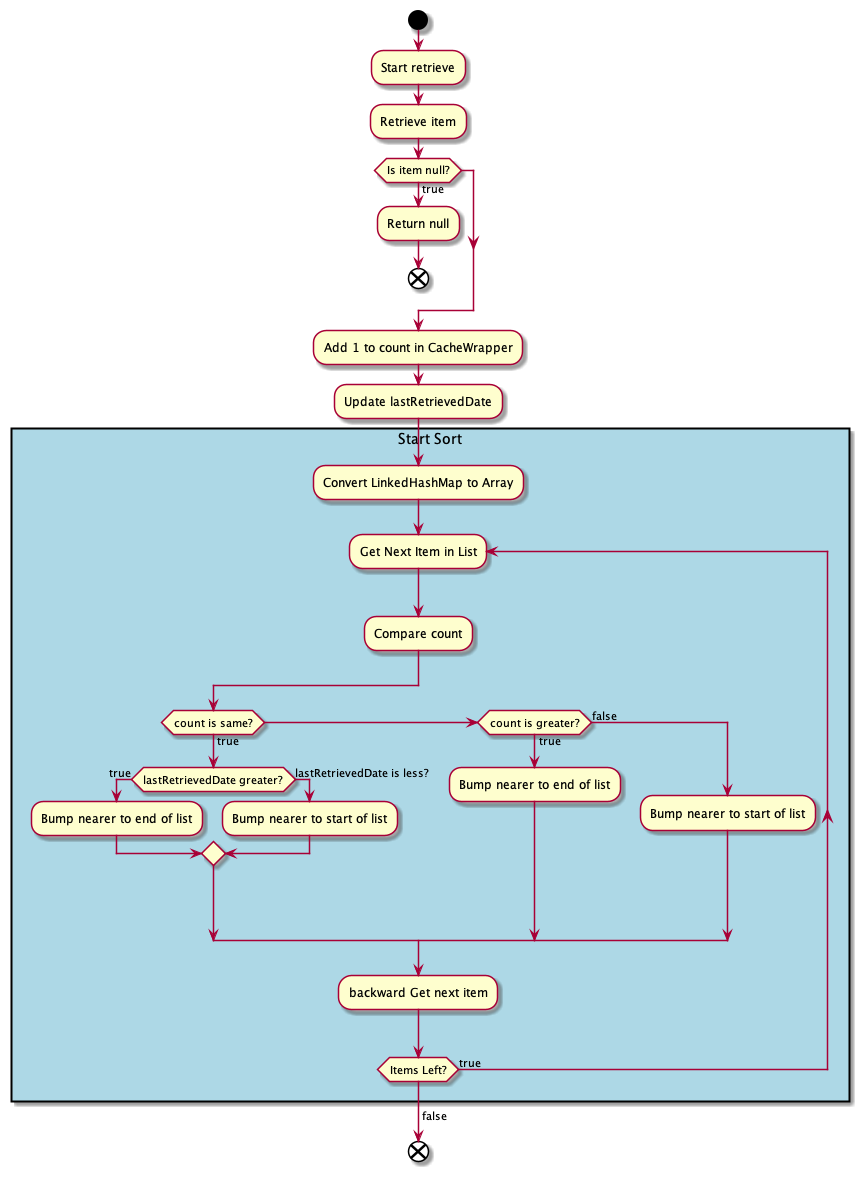 Start retrieve
Retrieve item
Is item null?
true
Return null
Add 1 to count in CacheWrapper
Update lastRetrievedDate
Start Sort
Convert LinkedHashMap to Array
Get Next Item in List
Compare count
count is same?
true
count is greater?
false
true
lastRetrievedDate greater?
true
lastRetrievedDate is less?
Bump nearer to end of list
Bump nearer to start of list
Bump nearer to end of list
Bump nearer to start of list
backward Get next item
Items Left?
true
false